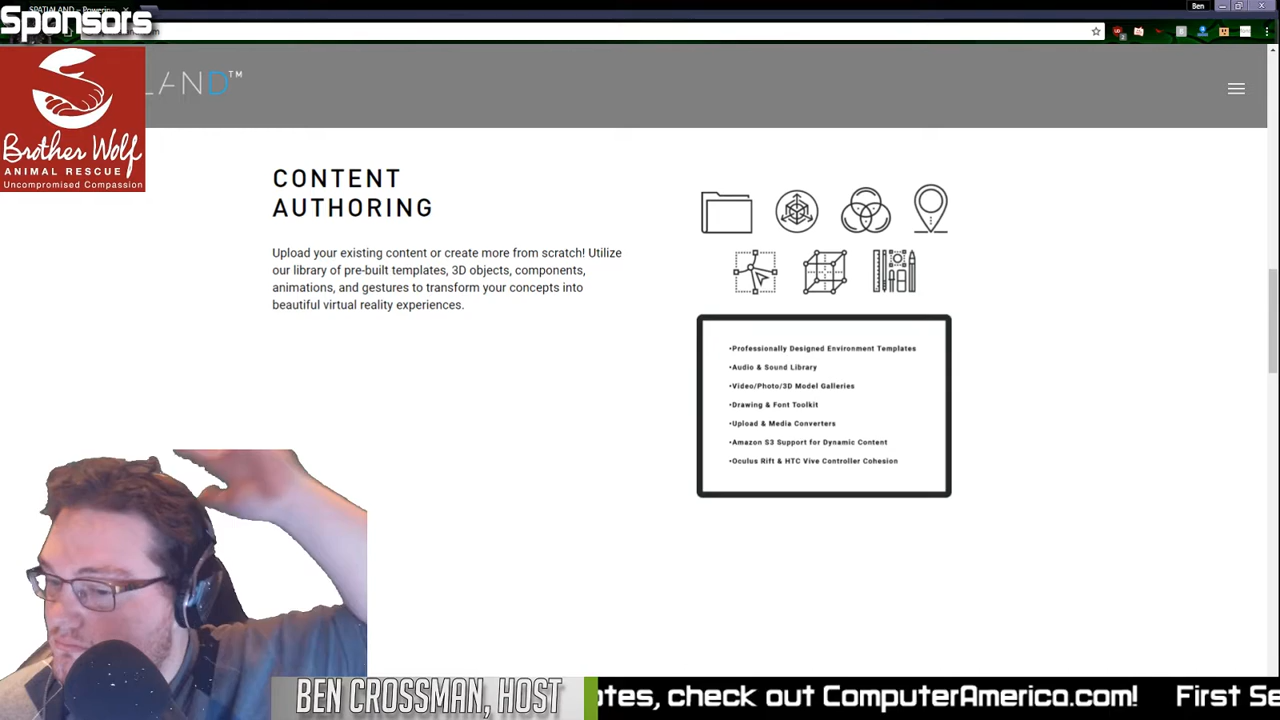 SPATIALAND – Powering
Ben
Sponsors
LAND™
Brother Wolf
ANIMAL RESCUE
Uncompromised Compassion
CONTENT
AUTHORING
Upload your existing content or create more from scratch! Utilize
our library of pre-built templates, 3D objects, components,
animations, and gestures to transform your concepts into
beautiful virtual reality experiences.
•Professionally Designed Environment Templates
•Audio & Sound Library
•Video/Photo/3D Model Galleries
•Drawing & Font Toolkit
•Upload & Media Converters
•Amazon S3 Support for Dynamic Content
•Oculus Rift & HTC Vive Controller Cohesion
BEN CROSSMAN, HOST
otes, check out ComputerAmerica.com! First Se